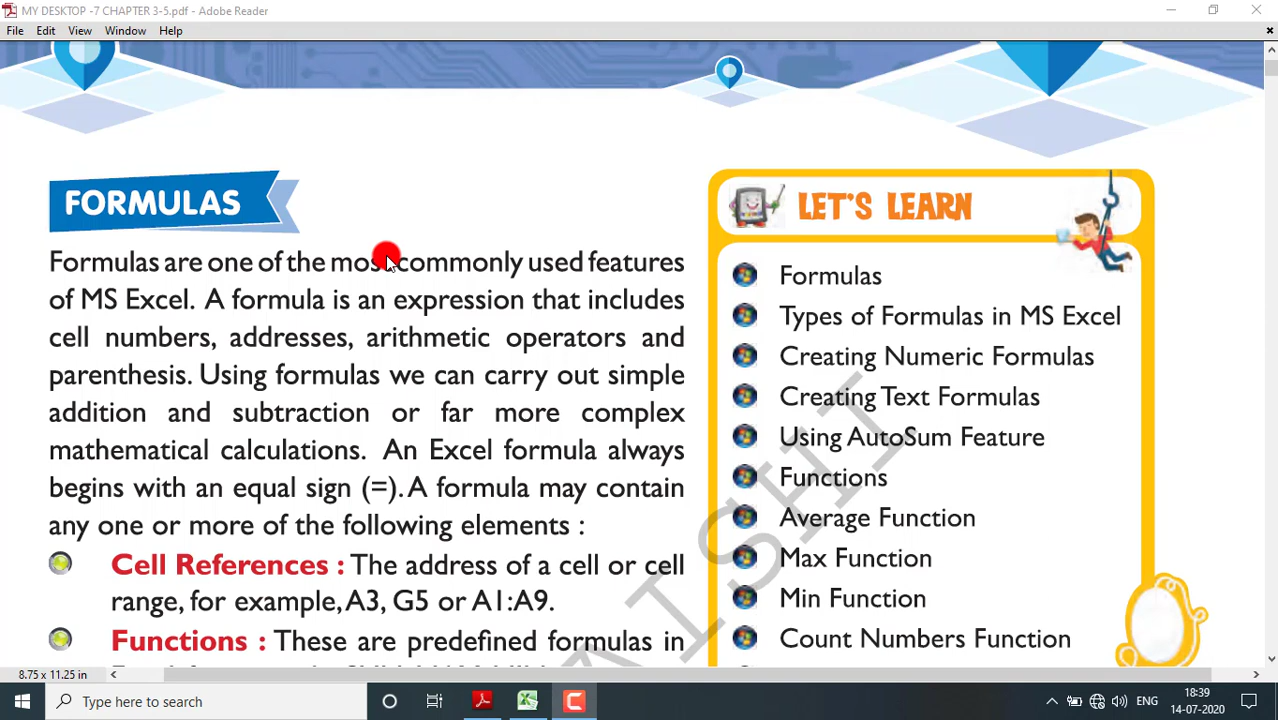 MY DESKTOP -7 CHAPTER 3-5.pdf - Adobe Reader
File Edit View Window Help
FORMULAS
Formulas are one of the most commonly used features
of MS Excel. A formula is an expression that includes
cell numbers, addresses, arithmetic operators and
parenthesis. Using formulas we can carry out simple
addition and subtraction or far more complex
mathematical calculations. An Excel formula always
begins with an equal sign (=). A formula may contain
any one or more of the following elements :
Cell References : The address of a cell or cell
range, for example, A3, G5 or A1:A9.
Functions : These are predefined formulas in
LET'S LEARN
Formulas
Types of Formulas in MS Excel
Creating Numeric Formulas
Creating Text Formulas
Using AutoSum Feature
Functions
Average Function
Max Function
Min Function
Count Numbers Function
AISHI
8.75 x 11.25 in
Type here to search
ENG
18:39
14-07-2020